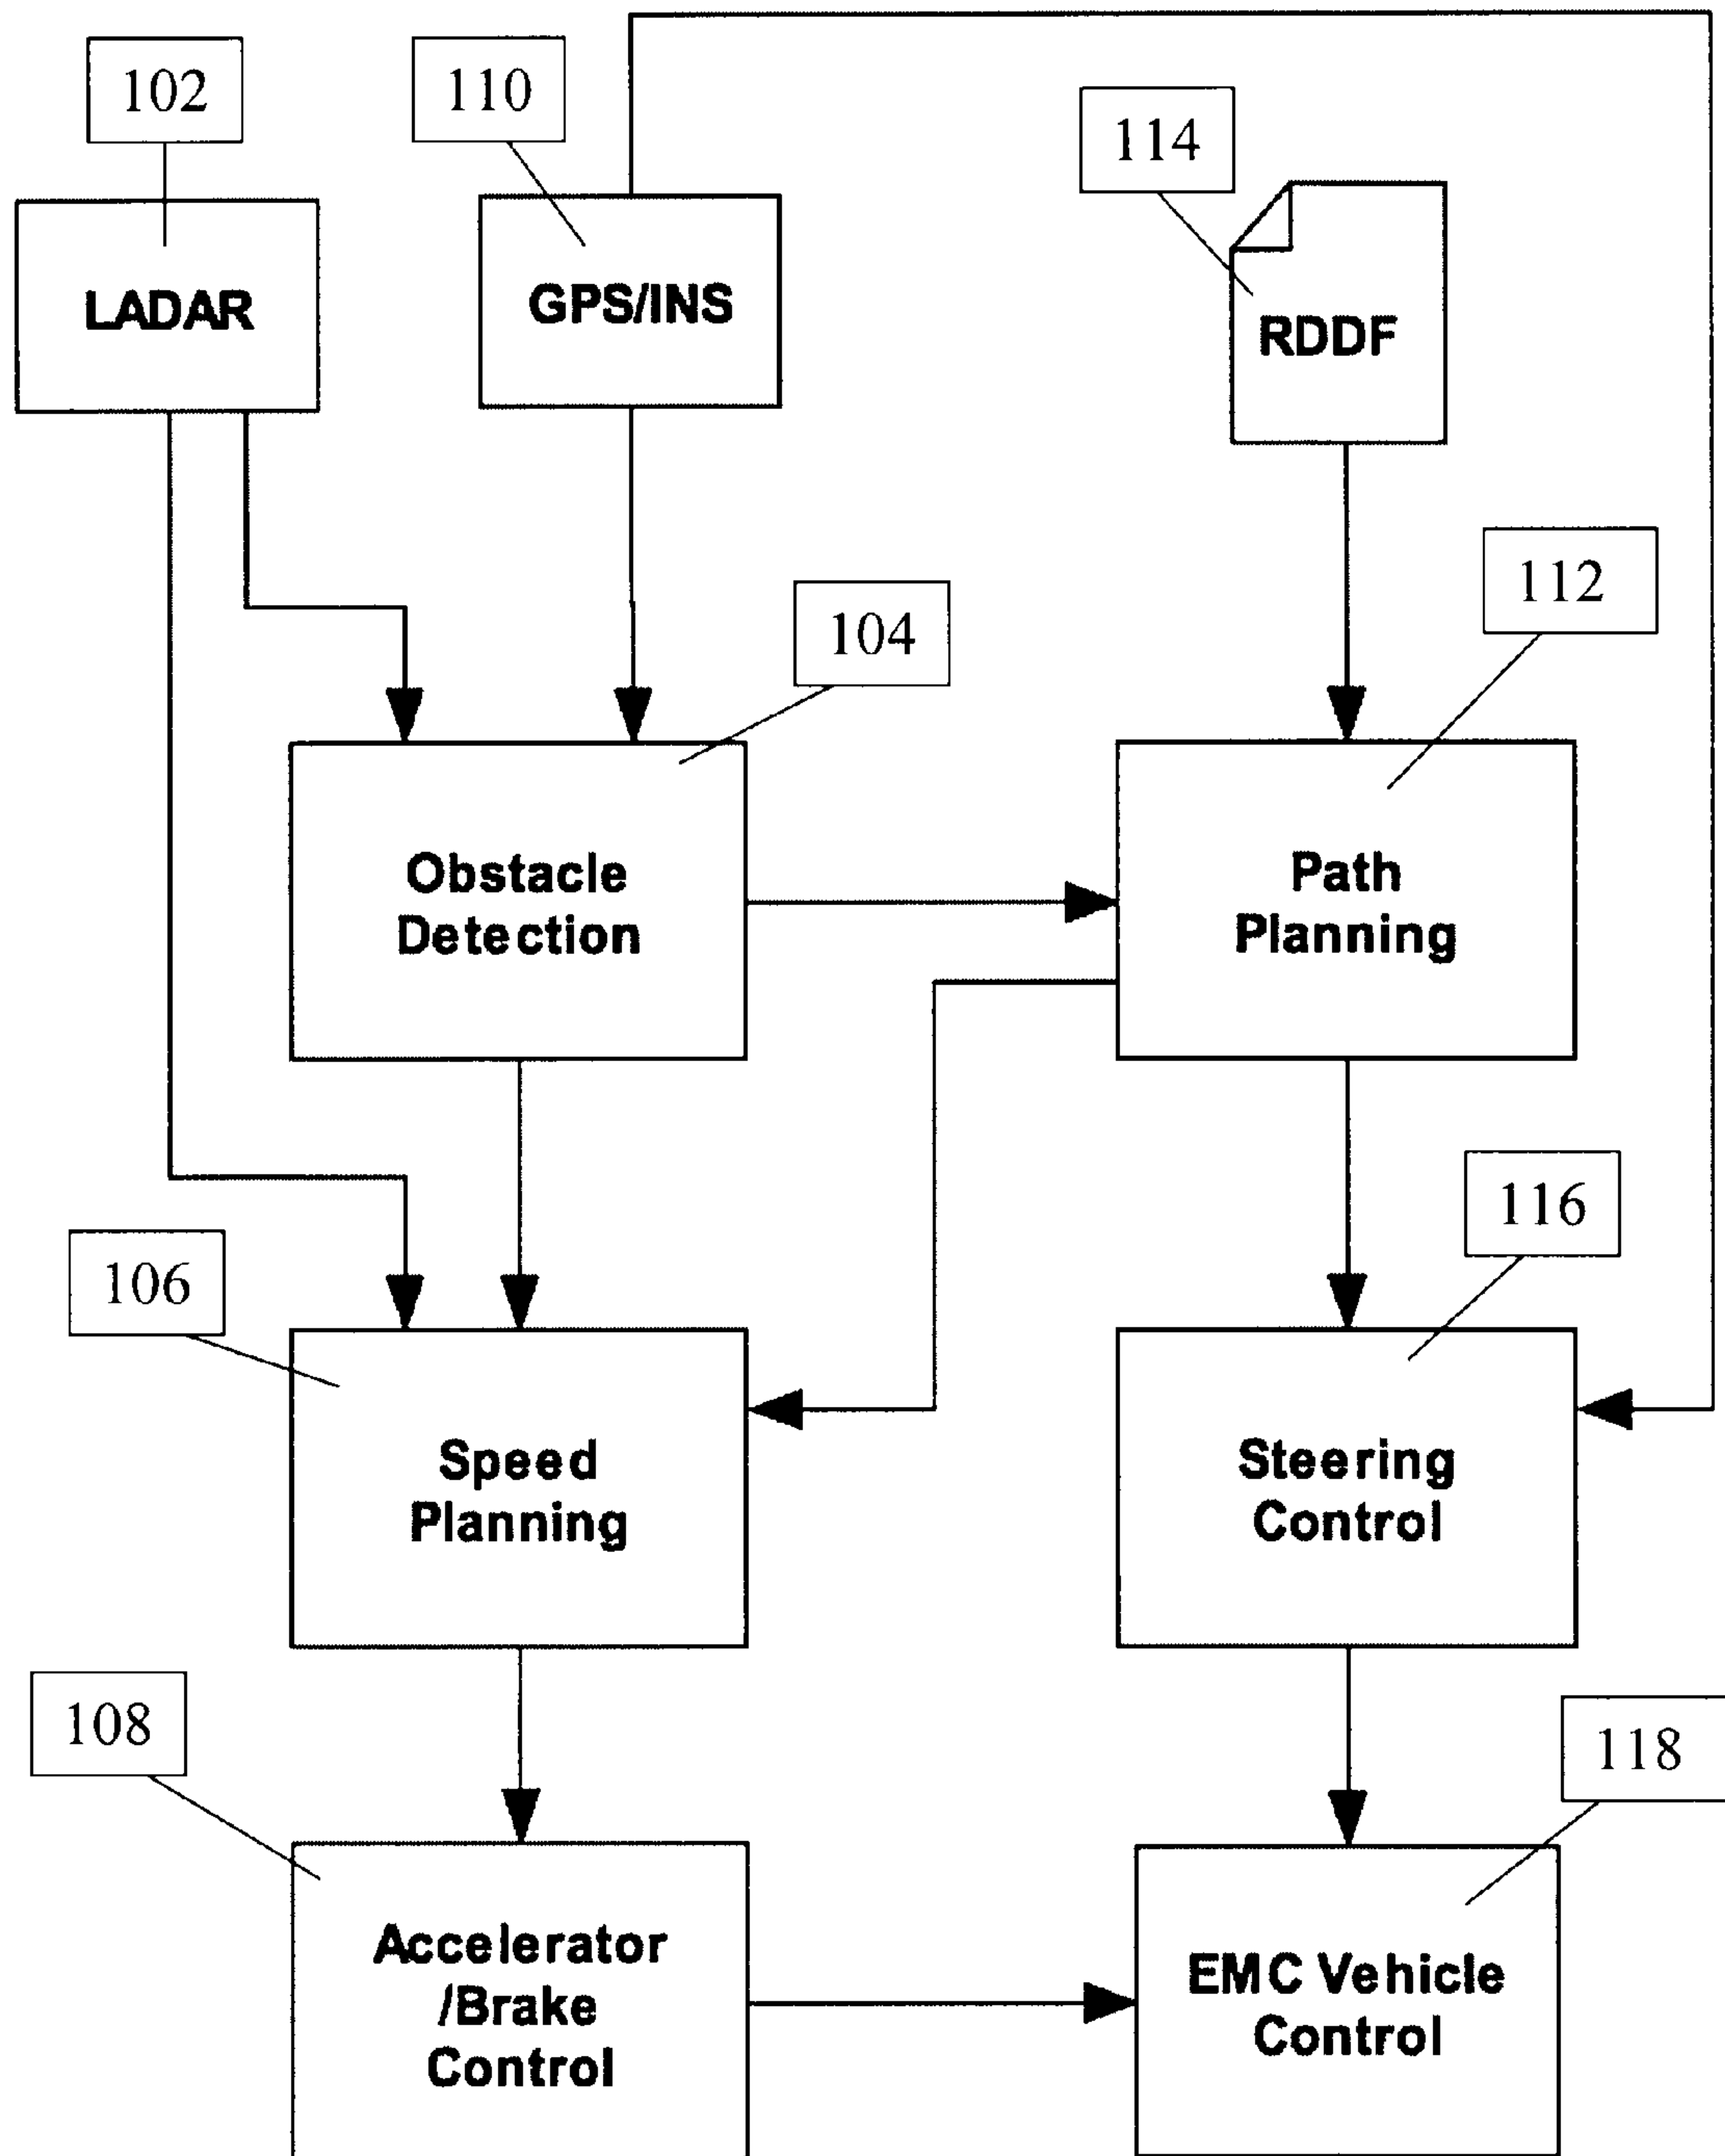 102
110
114
LADAR
GPS/INS
RDDF
112
104
Obstacle
Detection
Path
Planning
116
106
Speed
Planning
Steering
Control
108
118
Accelerator
/Brake
Control
EMC Vehicle
Control